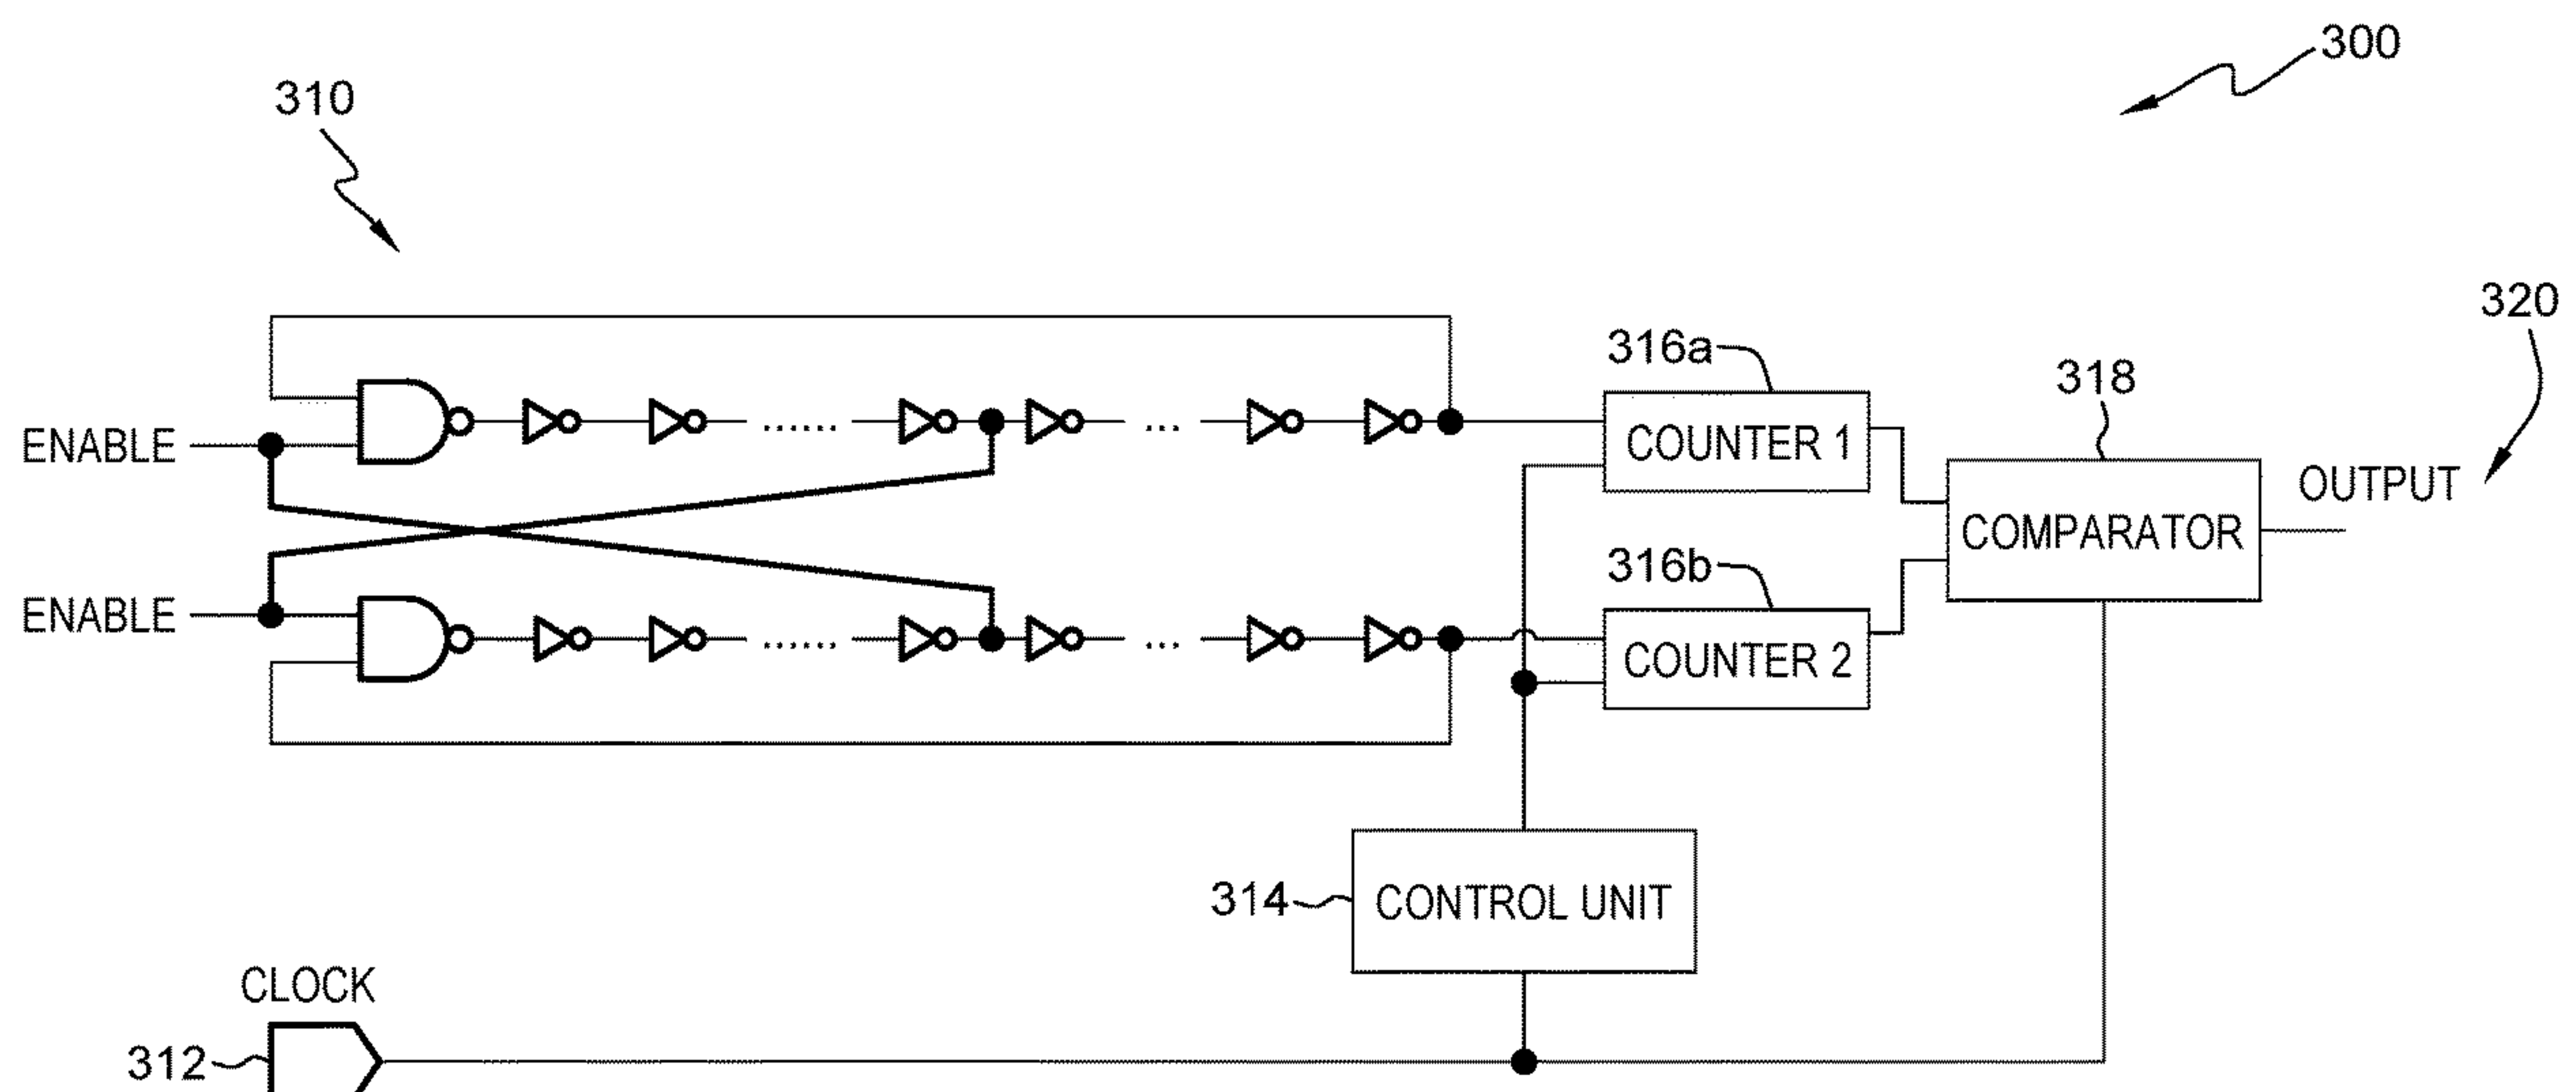 300
310
320
316a
318
ENABLE
COUNTER 1
OUTPUT
COMPARATOR
316b
ENABLE
COUNTER 2
314
CONTROL UNIT
CLOCK
312